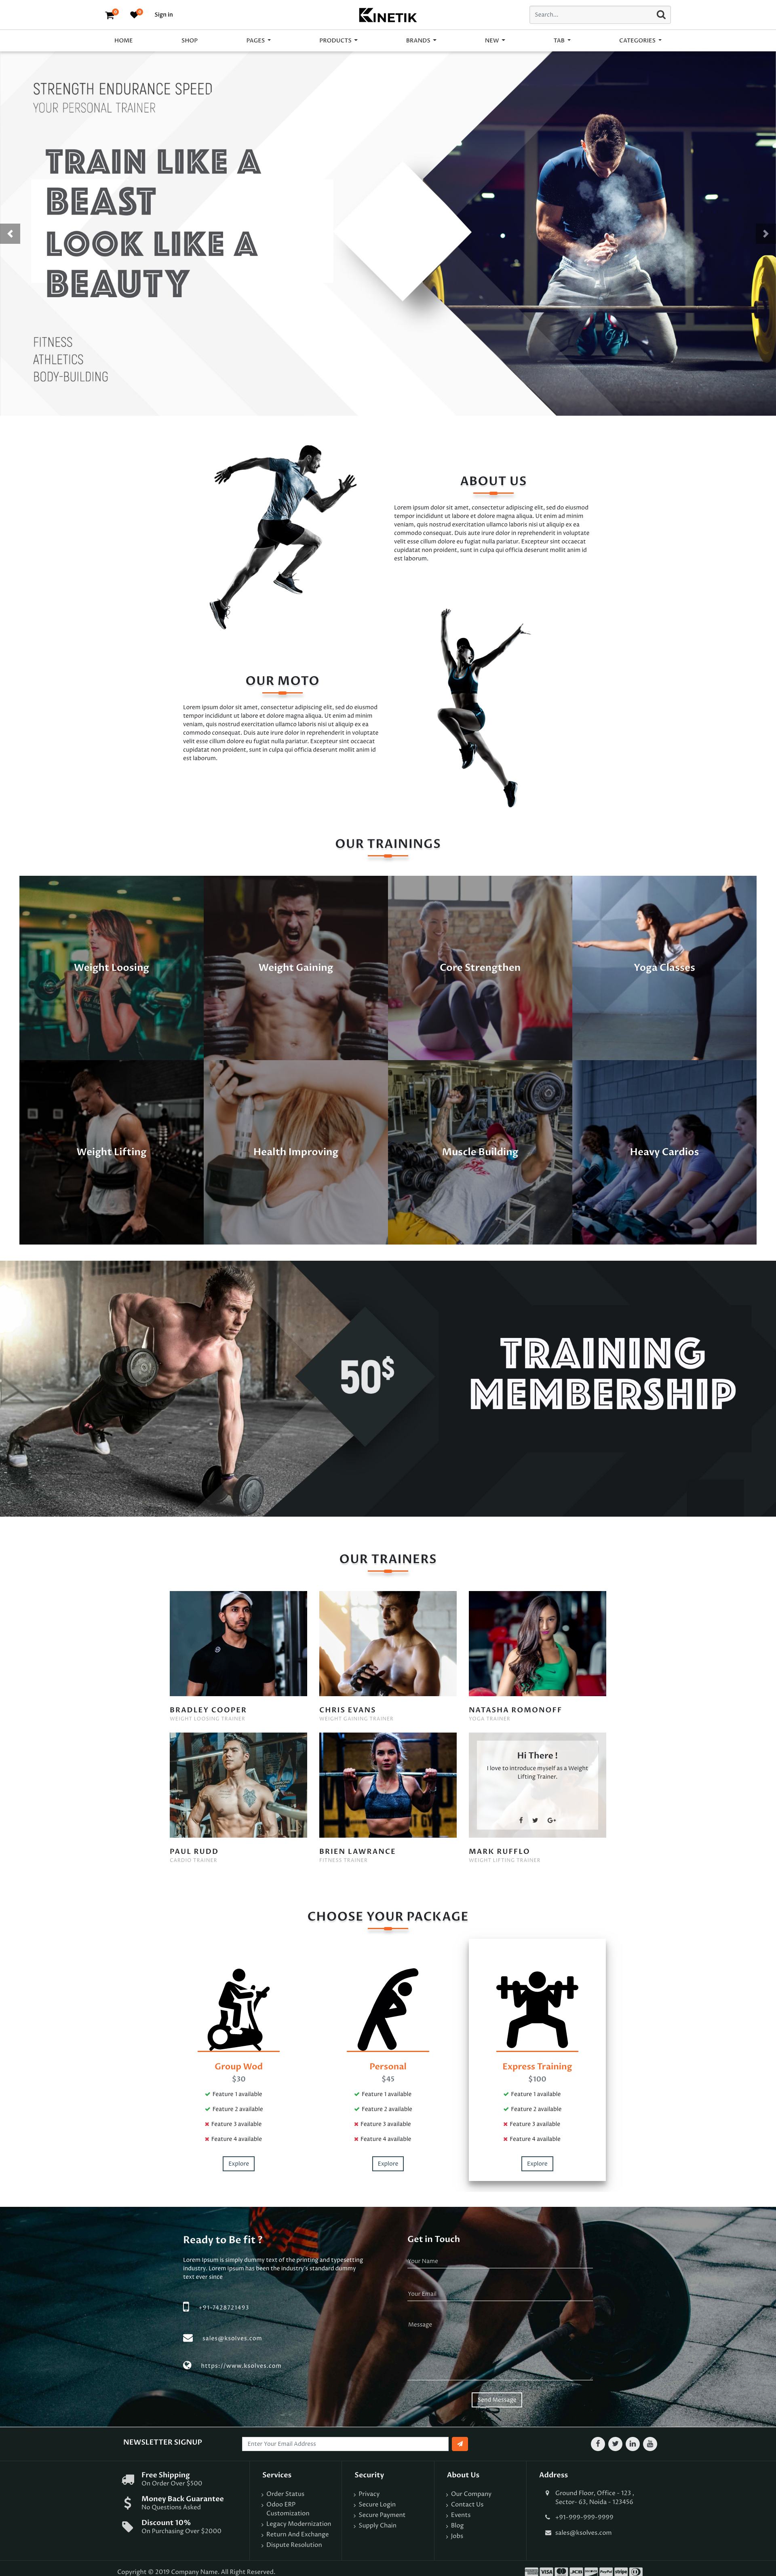 0
0
Sign in
KINETIK
Search...
HOME
SHOP
PAGES
PRODUCTS
BRANDS
NEW
TAB
CATEGORIES
STRENGTH ENDURANCE SPEED
YOUR PERSONAL TRAINER
TRAIN LIKE A
BEAST
LOOK LIKE A
BEAUTY
FITNESS
ATHLETICS
BODY-BUILDING
ABOUT US
Lorem ipsum dolor sit amet, consectetur adipiscing elit, sed do eiusmod
tempor incididunt ut labore et dolore magna aliqua. Ut enim ad minim
veniam, quis nostrud exercitation ullamco laboris nisi ut aliquip ex ea
commodo consequat. Duis aute irure dolor in reprehenderit in voluptate
velit esse cillum dolore eu fugiat nulla pariatur. Excepteur sint occaecat
cupidatat non proident, sunt in culpa qui officia deserunt mollit anim id
est laborum.
OUR MOTO
Lorem ipsum dolor sit amet, consectetur adipiscing elit, sed do eiusmod
tempor incididunt ut labore et dolore magna aliqua. Ut enim ad minim
veniam, quis nostrud exercitation ullamco laboris nisi ut aliquip ex ea
commodo consequat. Duis aute irure dolor in reprehenderit in voluptate
velit esse cillum dolore eu fugiat nulla pariatur. Excepteur sint occaecat
cupidatat non proident, sunt in culpa qui officia deserunt mollit anim id
est laborum.
OUR TRAININGS
Weight Loosing
Weight Gaining
Core Strengthen
Yoga Classes
Weight Lifting
Health Improving
Muscle Building
Heavy Cardios
50$
TRAINING
MEMBERSHIP
OUR TRAINERS
BRADLEY COOPER
WEIGHT LOOSING TRAINER
CHRIS EVANS
WEIGHT GAINING TRAINER
NATASHA ROMONOFF
YOGA TRAINER
Hi There !
I love to introduce myself as a Weight
Lifting Trainer.
PAUL RUDD
CARDIO TRAINER
BRIEN LAWRANCE
FITNESS TRAINER
MARK RUFFLO
WEIGHT LIFTING TRAINER
CHOOSE YOUR PACKAGE
Group Wod
$30
Feature 1 available
Feature 2 available
Feature 3 available
Feature 4 available
Explore
Personal
$45
Feature 1 available
Feature 2 available
Feature 3 available
Feature 4 available
Explore
Express Training
$100
Feature 1 available
Feature 2 available
Feature 3 available
Feature 4 available
Explore
Ready to Be fit ?
Lorem Ipsum is simply dummy text of the printing and typesetting
industry. Lorem Ipsum has been the industry's standard dummy
text ever since
+91-7428721493
sales@ksolves.com
https://www.ksolves.com
Get in Touch
Your Name
Your Email
Message
Send Message
NEWSLETTER SIGNUP
Enter Your Email Address
Free Shipping
On Order Over $500
Money Back Guarantee
No Questions Asked
Discount 10%
On Purchasing Over $2000
Services
Order Status
Odoo ERP
Customization
Legacy Modernization
Return And Exchange
Dispute Resolution
Security
Privacy
Secure Login
Secure Payment
Supply Chain
About Us
Our Company
Contact Us
Events
Blog
Jobs
Address
Ground Floor, Office - 123 ,
Sector- 63, Noida - 123456
+91-999-999-9999
sales@ksolves.com
Copyright © 2019 Company Name. All Right Reserved.
VISA
JCB
PayPal
stripe